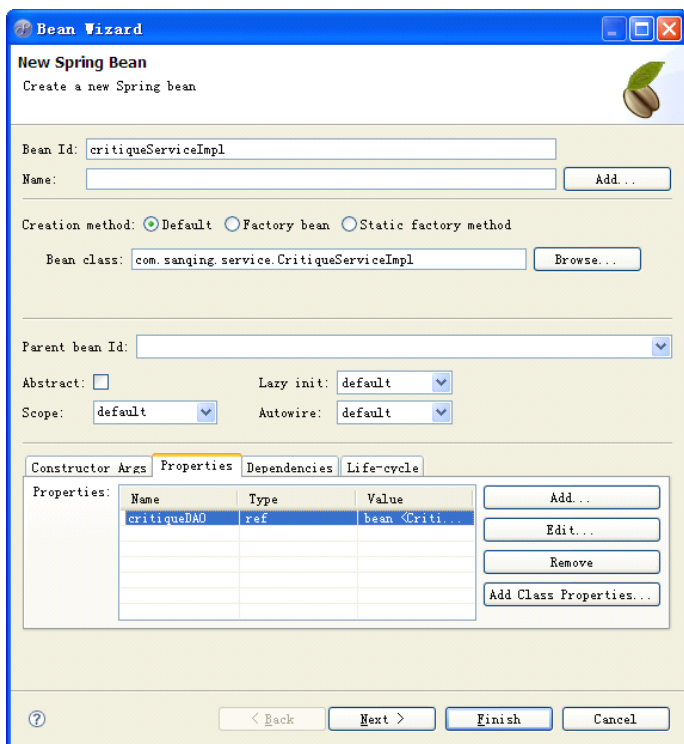 Bean Wizard
New Spring Bean
Create a new Spring bean
Bean Id: critiqueServiceImpl
Name: Add...
Creation method: Default Factory bean Static factory method
Bean class: com.sanqing.service.CritiqueServiceImpl Browse...
Parent bean Id:
Abstract: Lazy init: default
Scope: default Autowire: default
Constructor Args Properties Dependencies Life-cycle
Properties: Name Type Value Add...
critiqueDAO ref bean <Criti...
Edit...
Remove
Add Class Properties...
? < Back Next > Finish Cancel